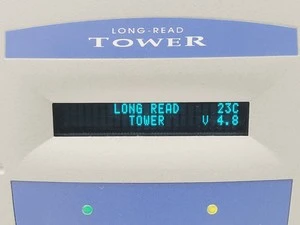 LONG-READ
TOWER
LONG READ 23C
TOWER V 4.8